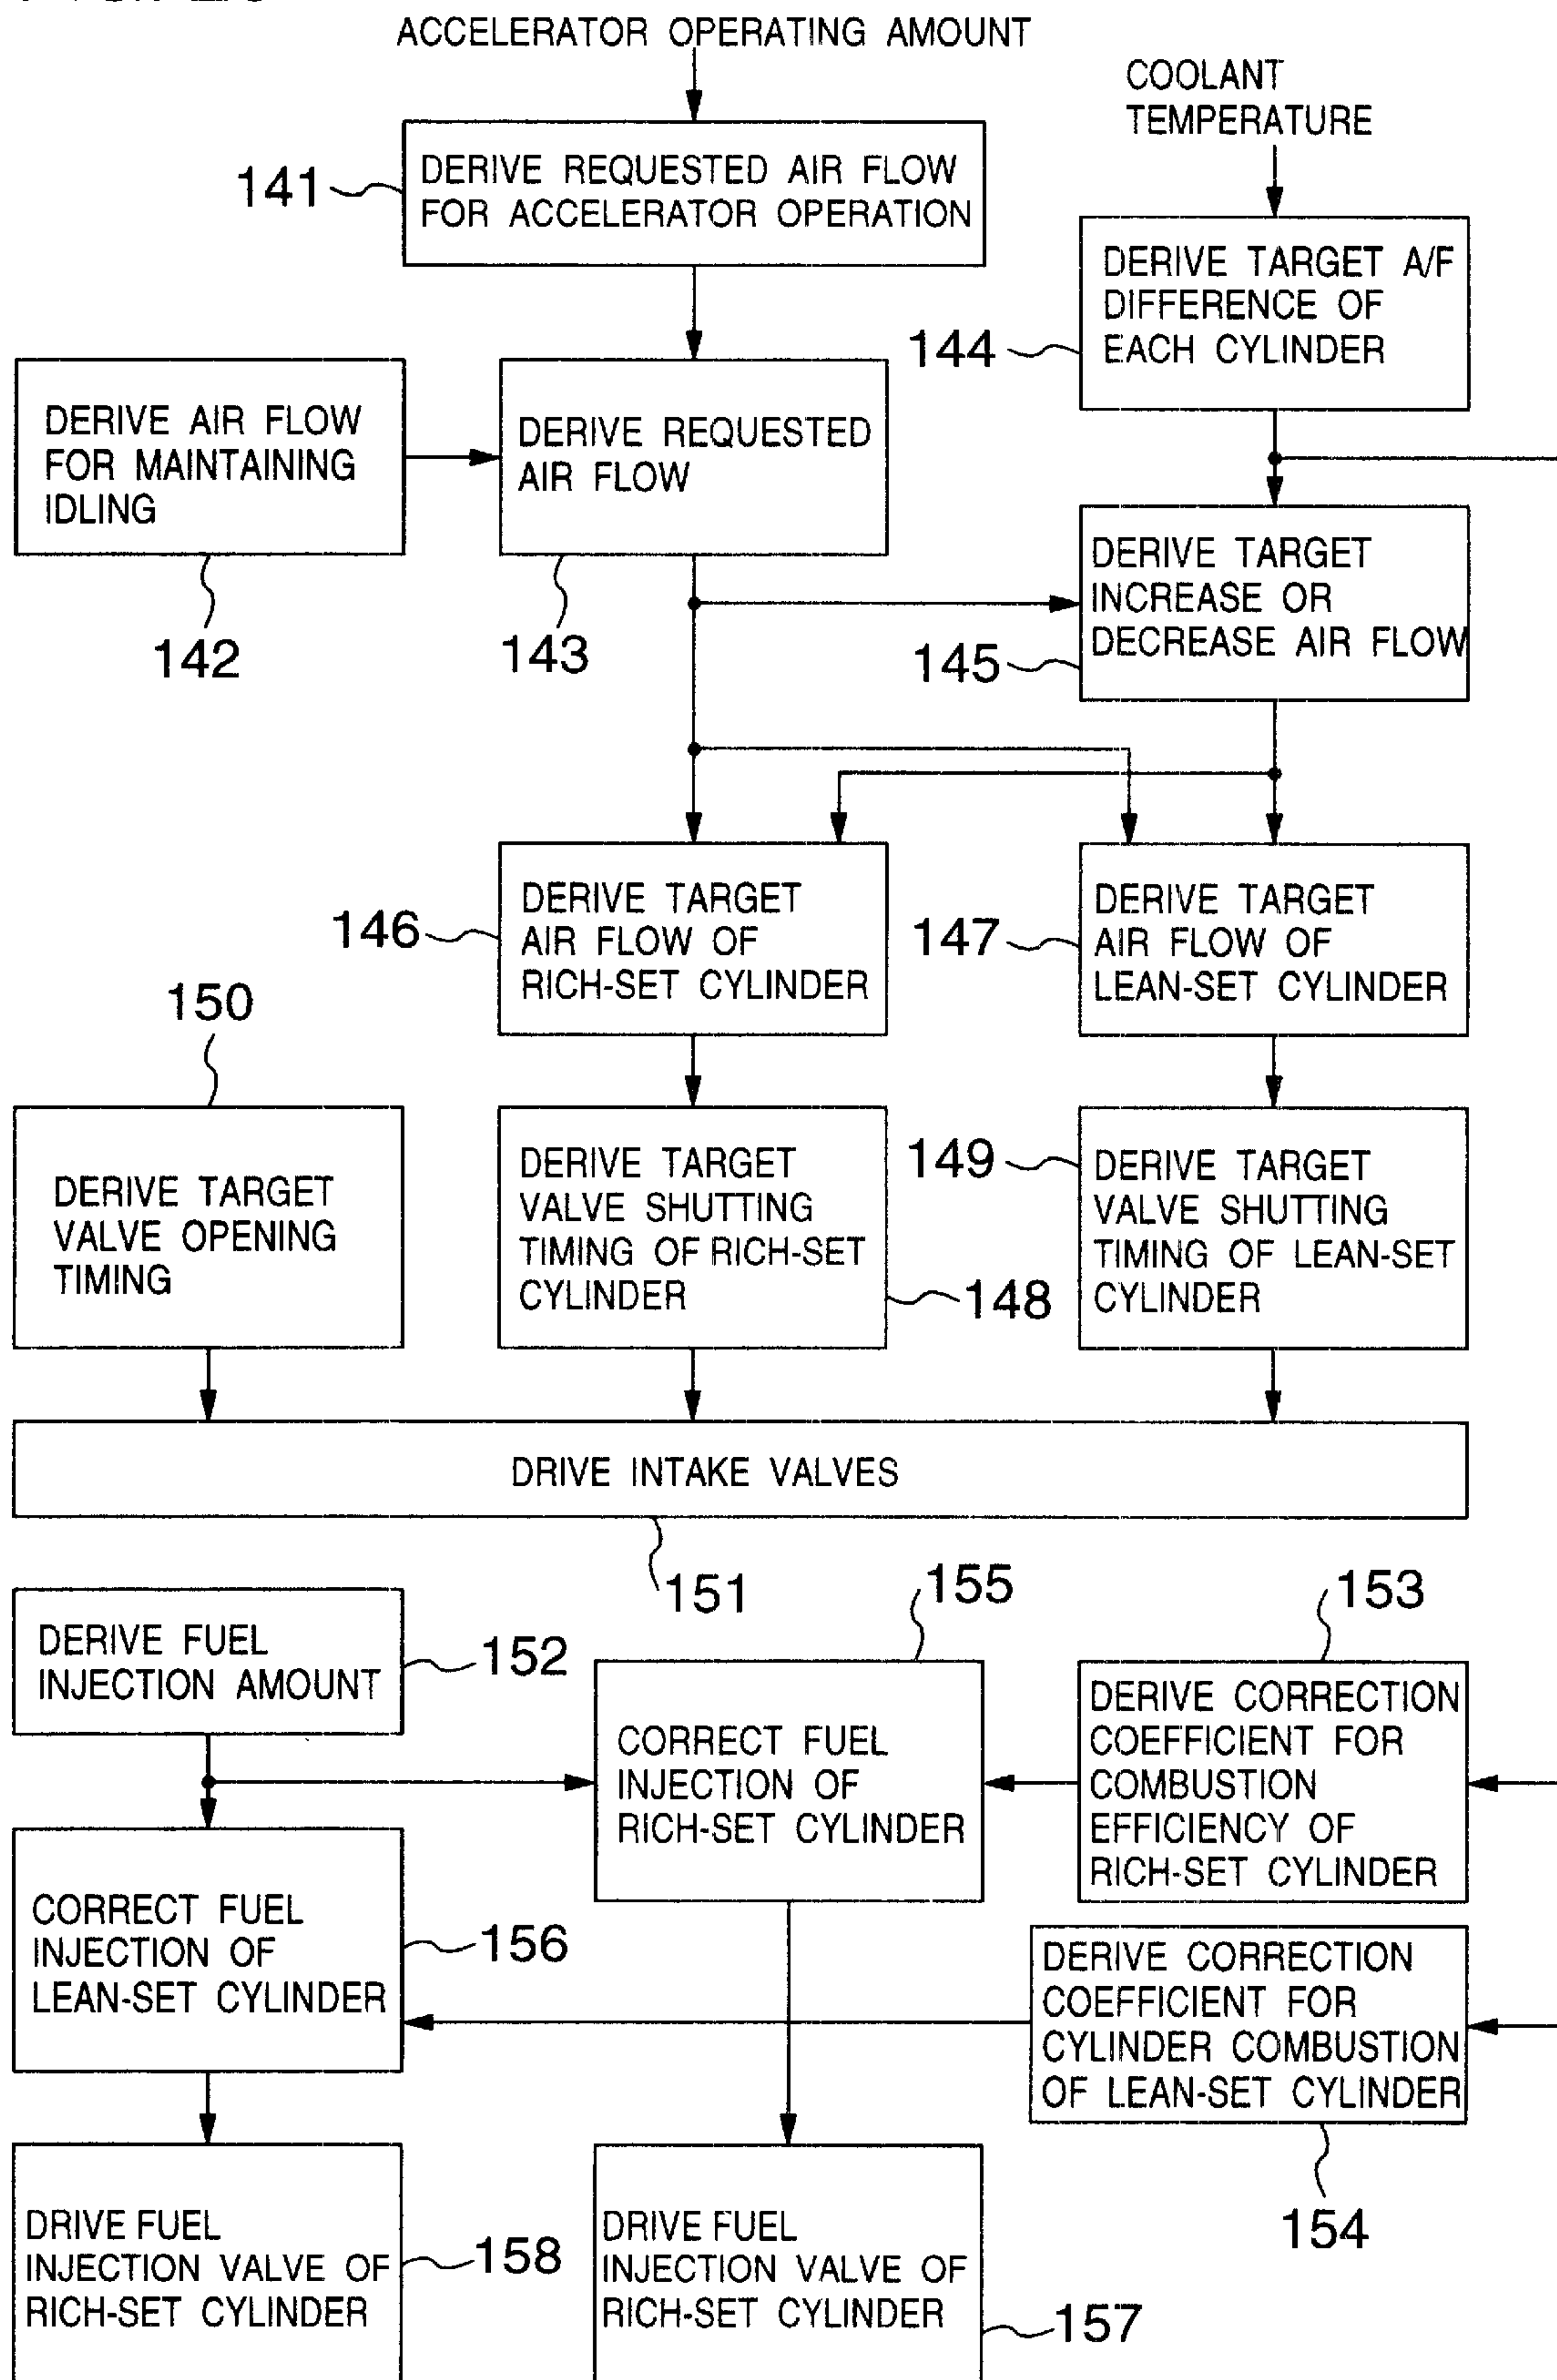 ACCELERATOR OPERATING AMOUNT
COOLANT
TEMPERATURE
141
DERIVE REQUESTED AIR FLOW
FOR ACCELERATOR OPERATION
DERIVE TARGET A/F
DIFFERENCE OF
EACH CYLINDER
144
DERIVE AIR FLOW
FOR MAINTAINING
IDLING
142
DERIVE REQUESTED
AIR FLOW
143
DERIVE TARGET
INCREASE OR
DECREASE AIR FLOW
145
146
DERIVE TARGET
AIR FLOW OF
RICH-SET CYLINDER
147
DERIVE TARGET
AIR FLOW OF
LEAN-SET CYLINDER
150
DERIVE TARGET
VALVE OPENING
TIMING
DERIVE TARGET
VALVE SHUTTING
TIMING OF RICH-SET
CYLINDER
148
149
DERIVE TARGET
VALVE SHUTTING
TIMING OF LEAN-SET
CYLINDER
DRIVE INTAKE VALVES
151
DERIVE FUEL
INJECTION AMOUNT
152
155
CORRECT FUEL
INJECTION OF
RICH-SET CYLINDER
153
DERIVE CORRECTION
COEFFICIENT FOR
COMBUSTION
EFFICIENCY OF
RICH-SET CYLINDER
CORRECT FUEL
INJECTION OF
LEAN-SET CYLINDER
156
DERIVE CORRECTION
COEFFICIENT FOR
CYLINDER COMBUSTION
OF LEAN-SET CYLINDER
154
DRIVE FUEL
INJECTION VALVE OF
RICH-SET CYLINDER
158
DRIVE FUEL
INJECTION VALVE OF
RICH-SET CYLINDER
157